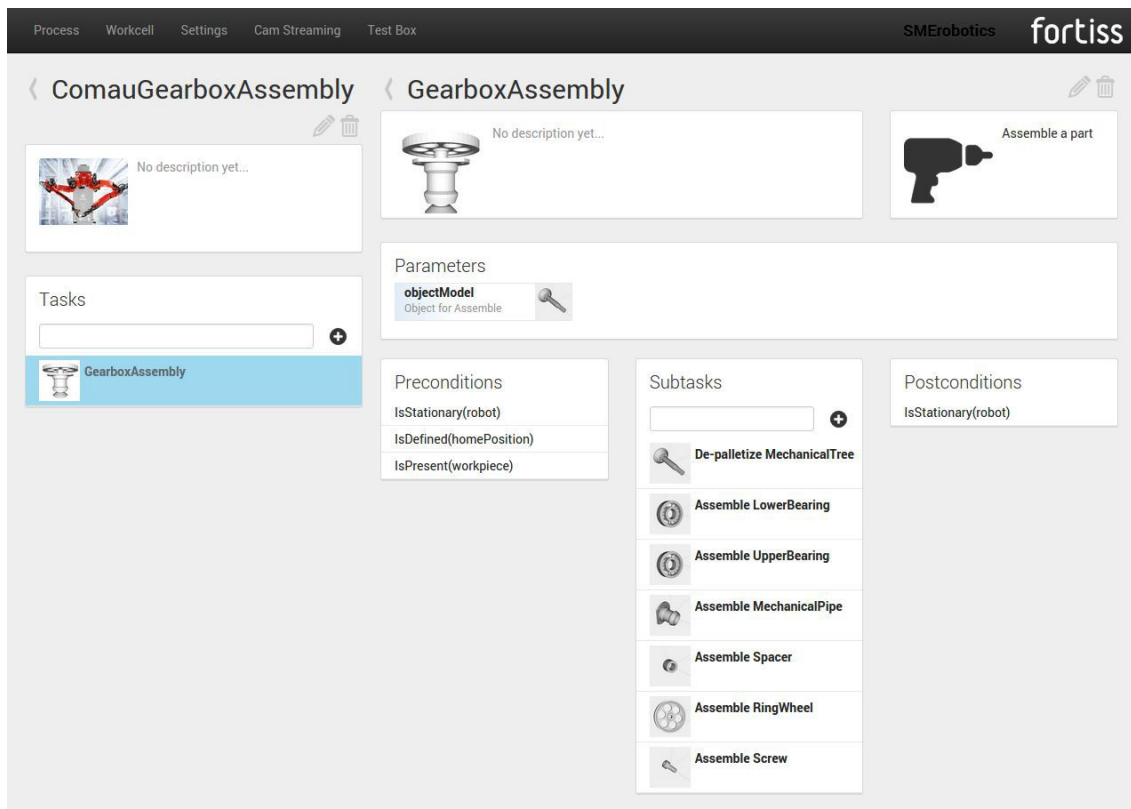 Process Workcell Settings Cam Streaming Test Box SMErobotics fortiss
ComauGearboxAssembly
No description yet...
Tasks
GearboxAssembly
GearboxAssembly
No description yet...
Assemble a part
Parameters
objectModel
Object for Assemble
Preconditions
IsStationary(robot)
IsDefined(homePosition)
IsPresent(workpiece)
Subtasks
De-palletize MechanicalTree
Assemble LowerBearing
Assemble UpperBearing
Assemble MechanicalPipe
Assemble Spacer
Assemble RingWheel
Assemble Screw
Postconditions
IsStationary(robot)